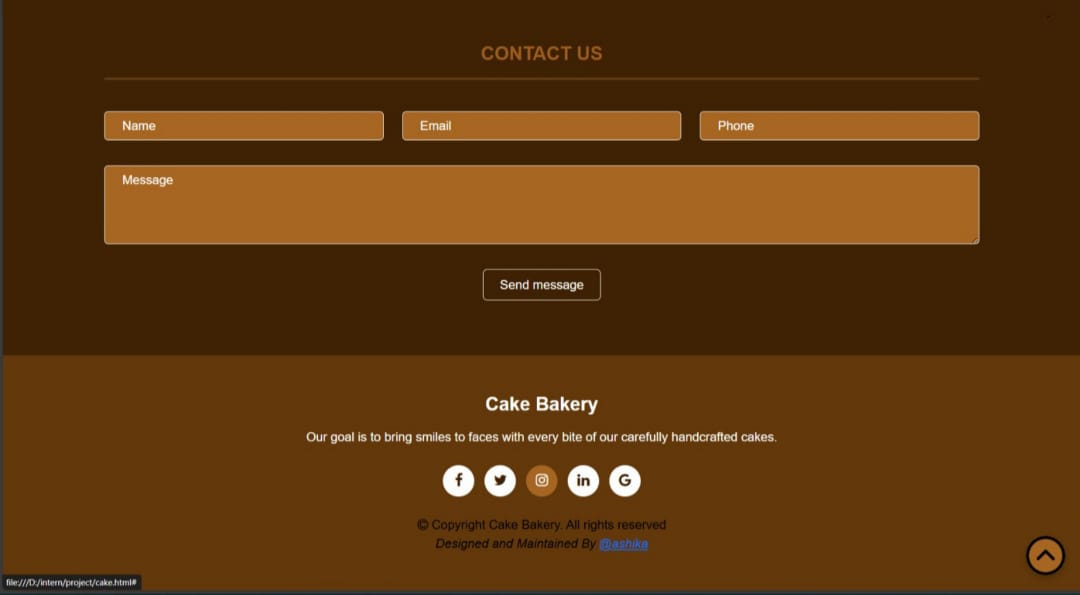 CONTACT US
Name Email Phone
Message
Send message
Cake Bakery
Our goal is to bring smiles to faces with every bite of our carefully handcrafted cakes.
© Copyright Cake Bakery. All rights reserved
Designed and Maintained By @ashika
file:///D:/intern/project/cake.html#